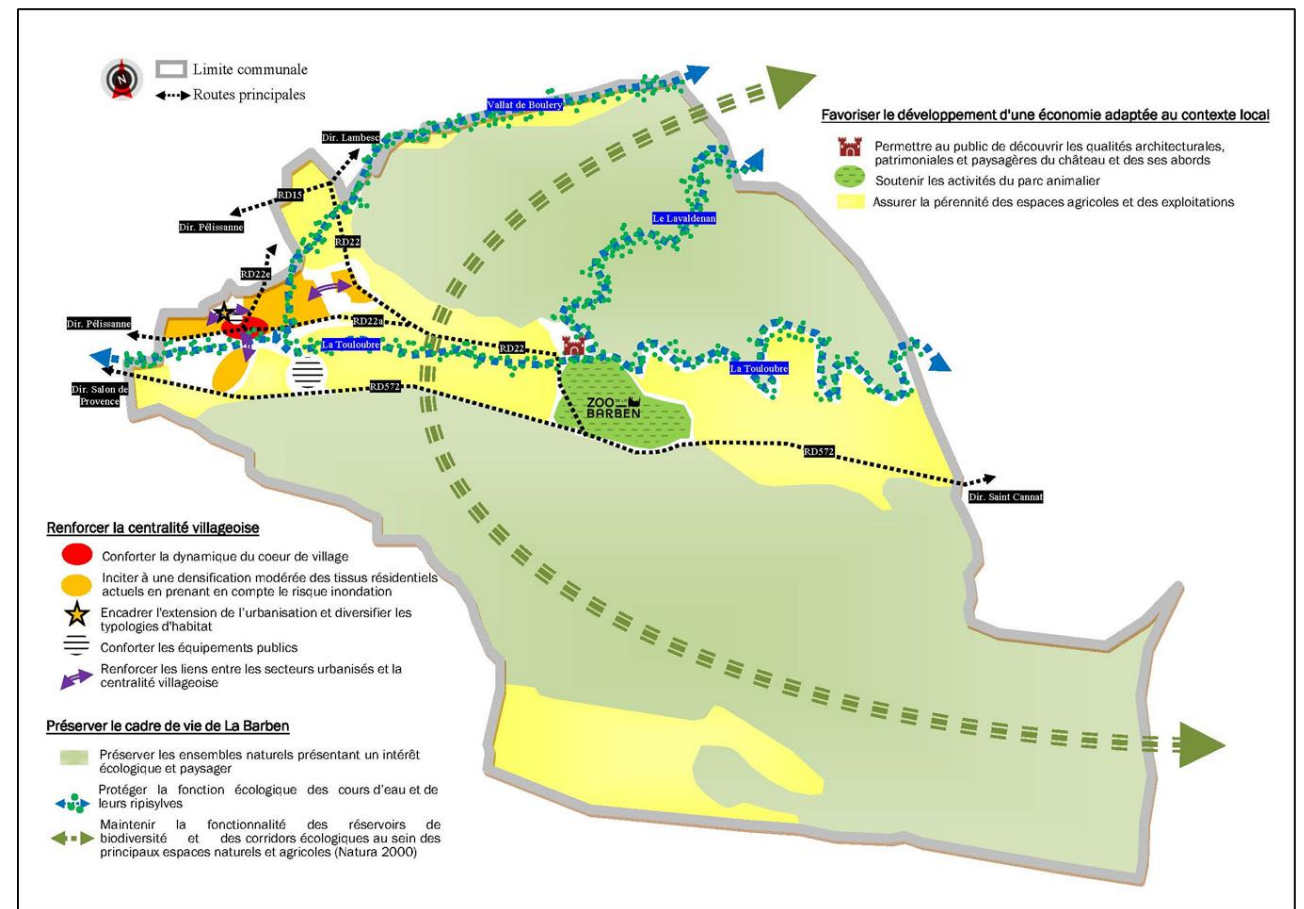 N
Limite communale
Routes principales
Favoriser le développement d'une économie adaptée au contexte local
Permettre au public de découvrir les qualités architecturales,
patrimoniales et paysagères du château et des ses abords
Soutenir les activités du parc animalier
Assurer la pérennité des espaces agricoles et des exploitations
Vallat de Boulery
Dir. Lambesc
RD15
Dir. Pélissanne
Le Lavaldenan
RD22
RD22e
Dir. Pélissanne
RD22a
La Touloubre
RD22
La Touloubre
Dir. Salon de
Provence
RD572
ZOO DE LA
BARBEN
RD572
Dir. Saint Cannat
Renforcer la centralité villageoise
Conforter la dynamique du coeur de village
Inciter à une densification modérée des tissus résidentiels
actuels en prenant en compte le risque inondation
Encadrer l'extension de l'urbanisation et diversifier les
typologies d'habitat
Conforter les équipements publics
Renforcer les liens entre les secteurs urbanisés et la
centralité villageoise
Préserver le cadre de vie de La Barben
Préserver les ensembles naturels présentant un intérêt
écologique et paysager
Protéger la fonction écologique des cours d'eau et de
leurs ripisylves
Maintenir la fonctionnalité des réservoirs de
biodiversité et des corridors écologiques au sein des
principaux espaces naturels et agricoles (Natura 2000)